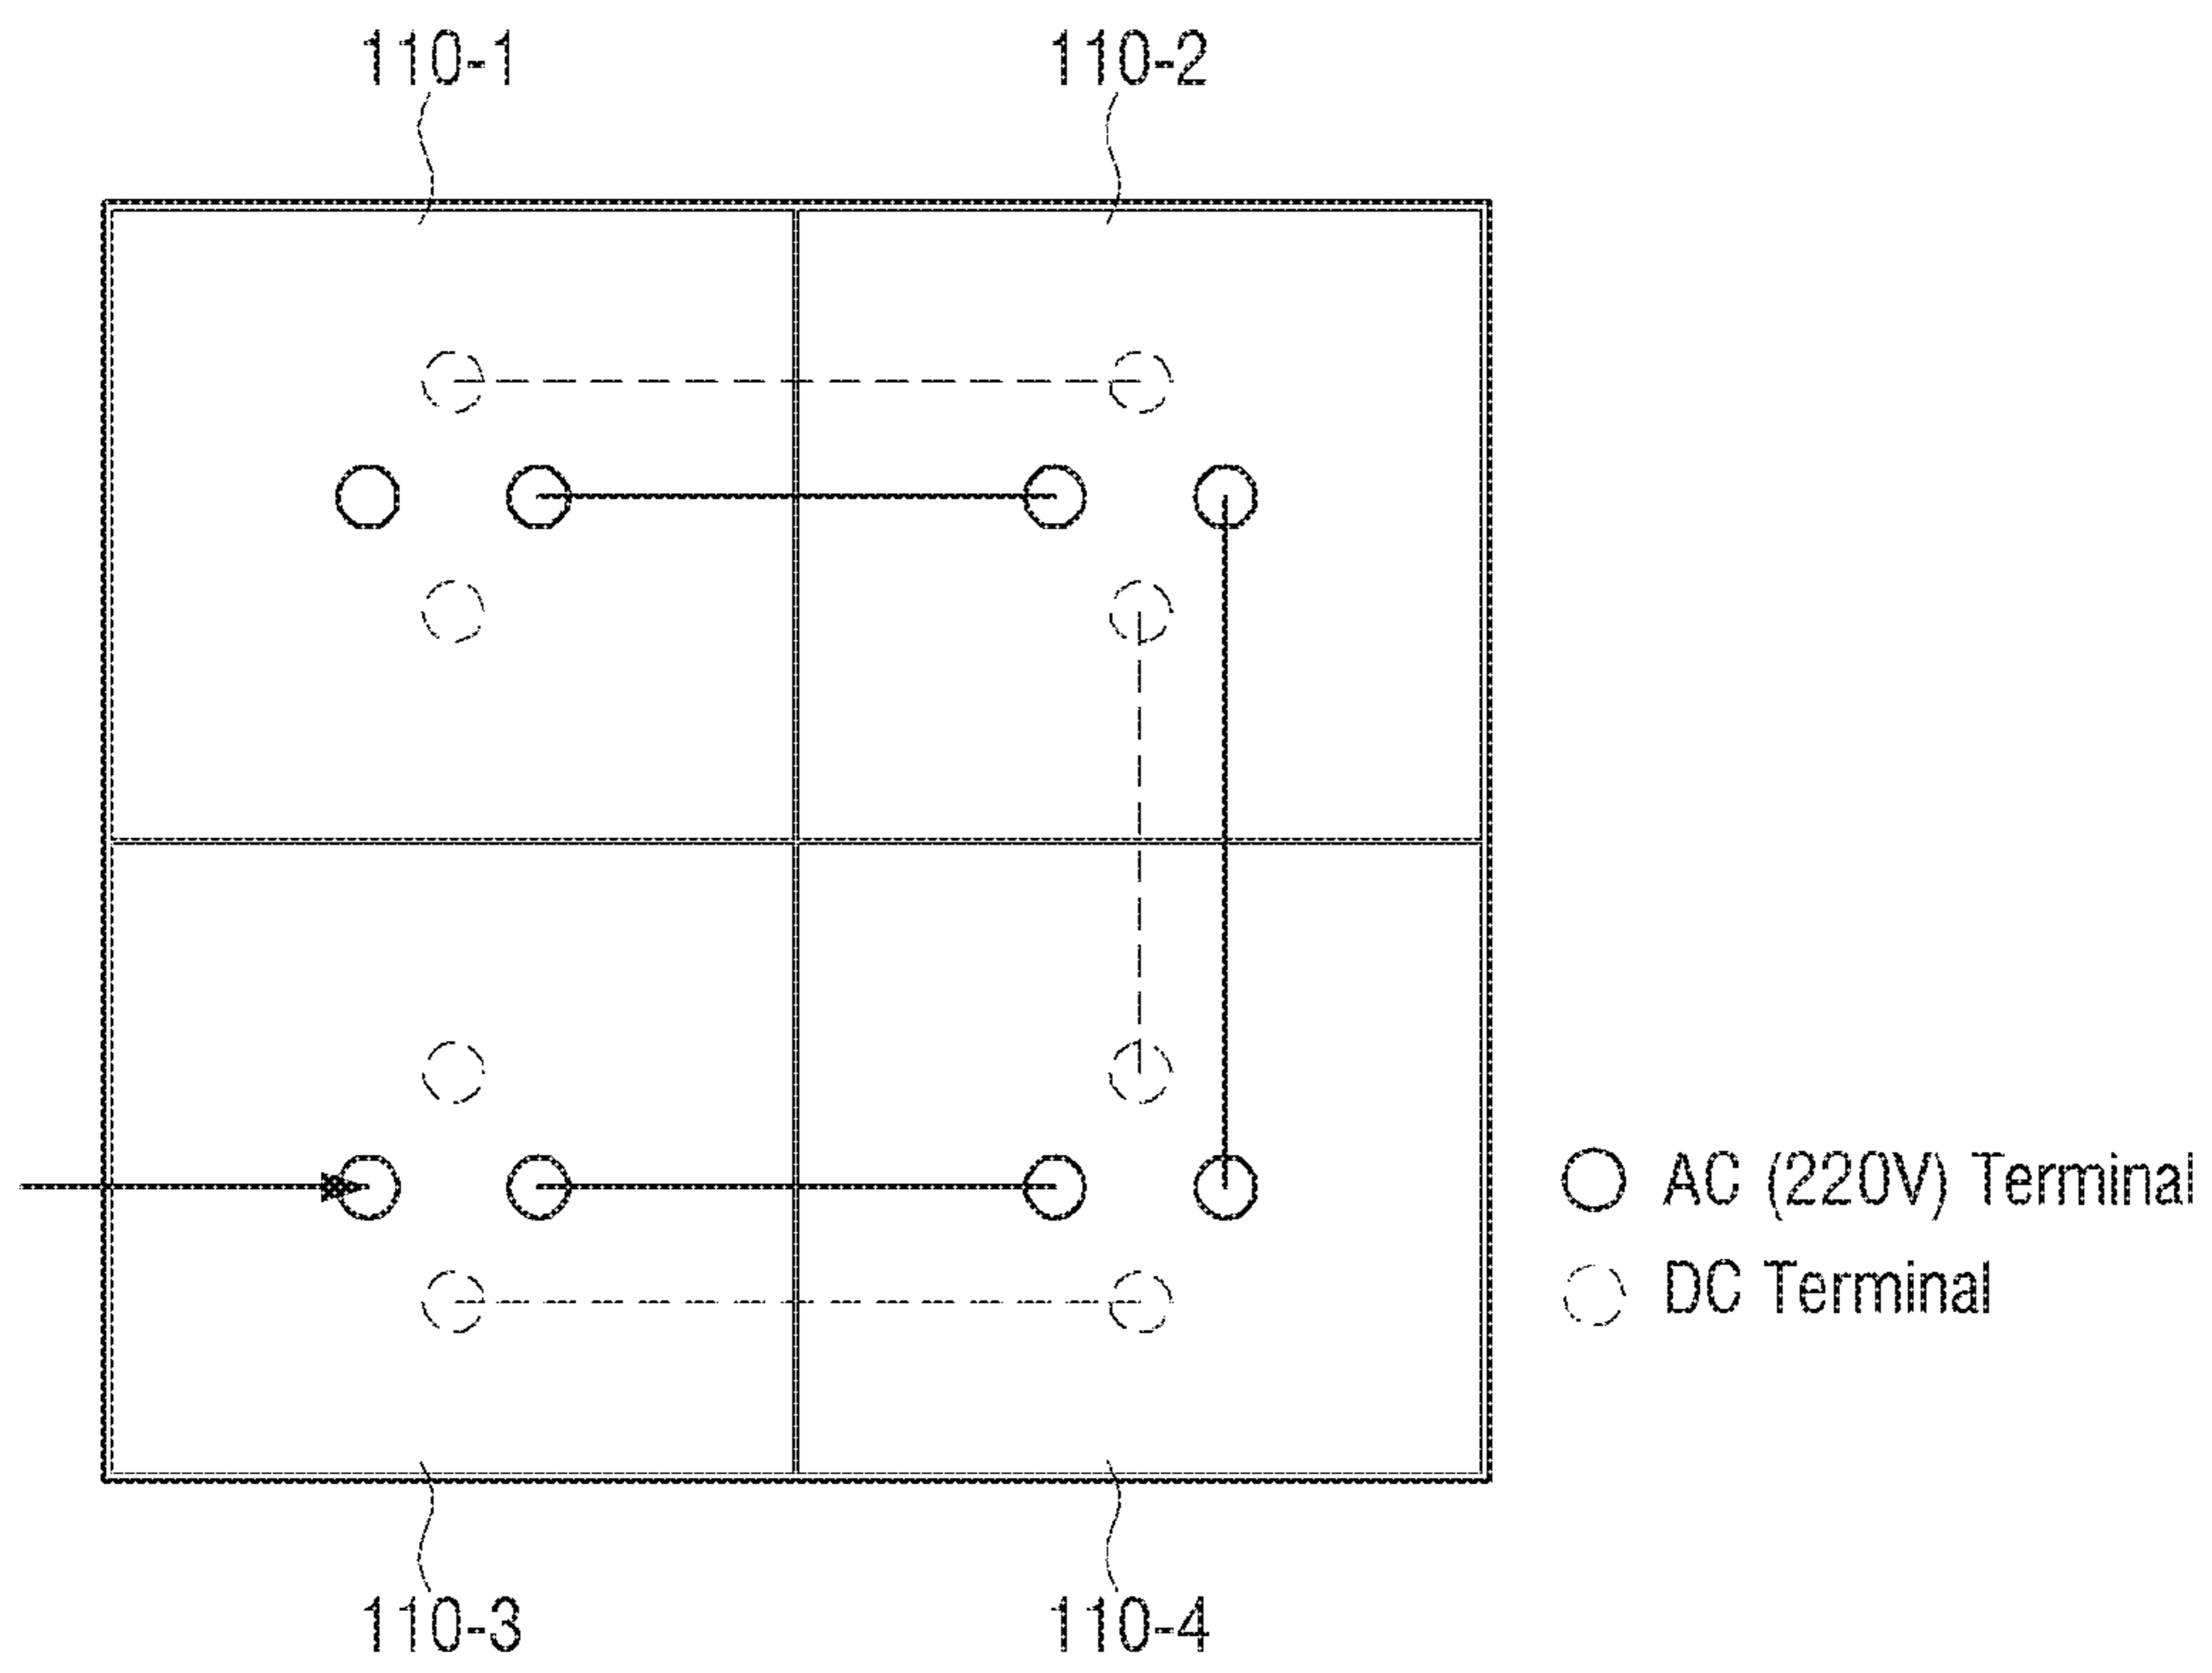 110-1
110-2
AC (220V) Terminal
DC Terminal
110-3
110-4